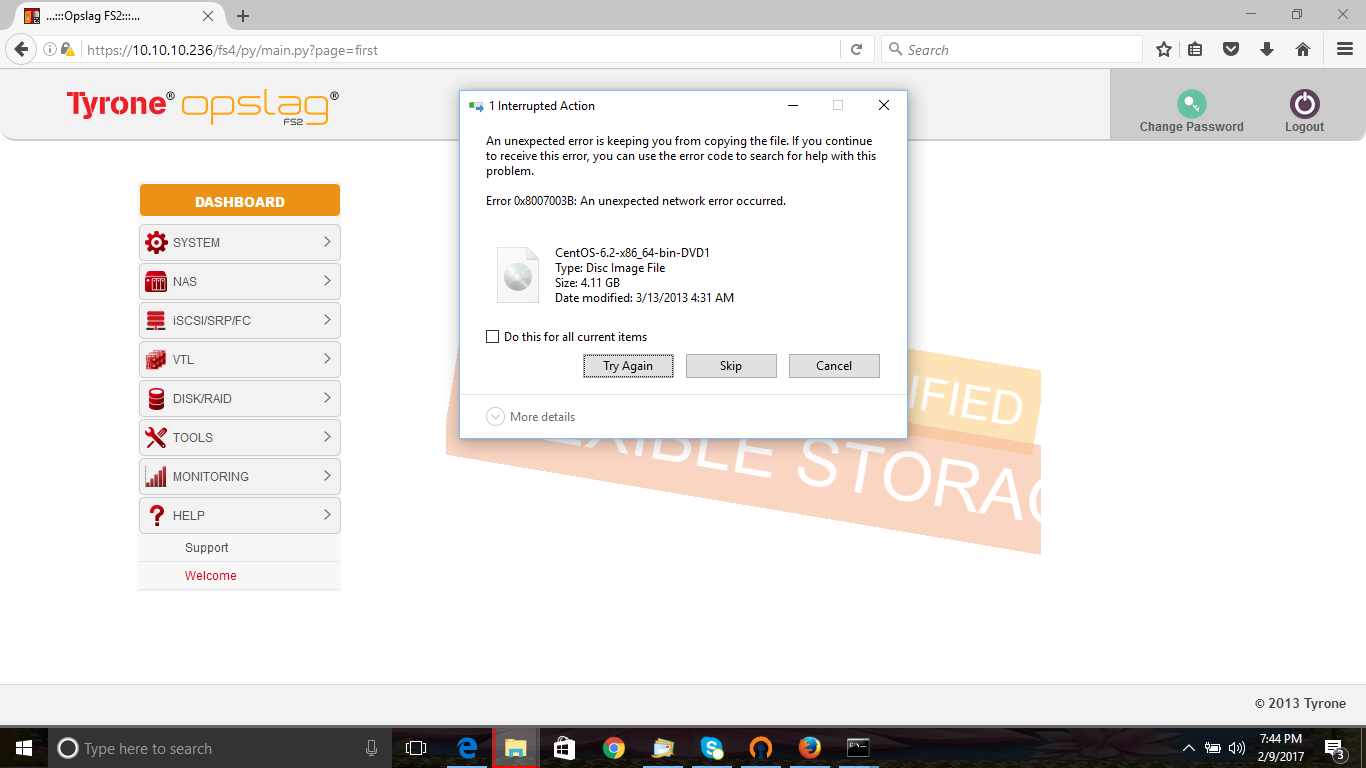 ...:::Opslag FS2:::...
https://10.10.10.236/fs4/py/main.py?page=first
Search
Tyrone® opslag®
FS2
Change Password
Logout
DASHBOARD
SYSTEM
NAS
iSCSI/SRP/FC
VTL
DISK/RAID
TOOLS
MONITORING
HELP
Support
Welcome
1 Interrupted Action
An unexpected error is keeping you from copying the file. If you continue
to receive this error, you can use the error code to search for help with this
problem.
Error 0x8007003B: An unexpected network error occurred.
CentOS-6.2-x86_64-bin-DVD1
Type: Disc Image File
Size: 4.11 GB
Date modified: 3/13/2013 4:31 AM
Do this for all current items
Try Again
Skip
Cancel
More details
IFIED
EXIBLE STORAG
© 2013 Tyrone
Type here to search
7:44 PM
2/9/2017
3